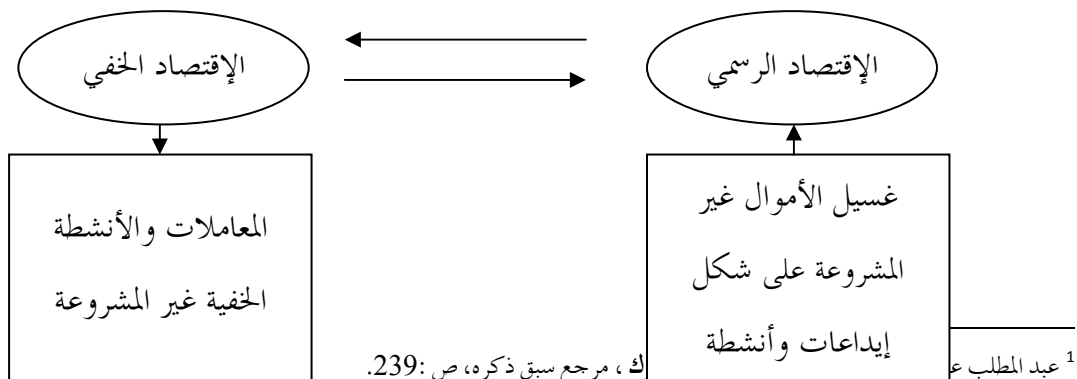 الإقتصاد الرسمي
الإقتصاد الخفي
غسيل الأموال غير
المشروعة على شكل
إيداعات وأنشطة
المعاملات والأنشطة
الخفية غير المشروعة
1 عبد المطلب
، مرجع سبق ذكره، ص :239.